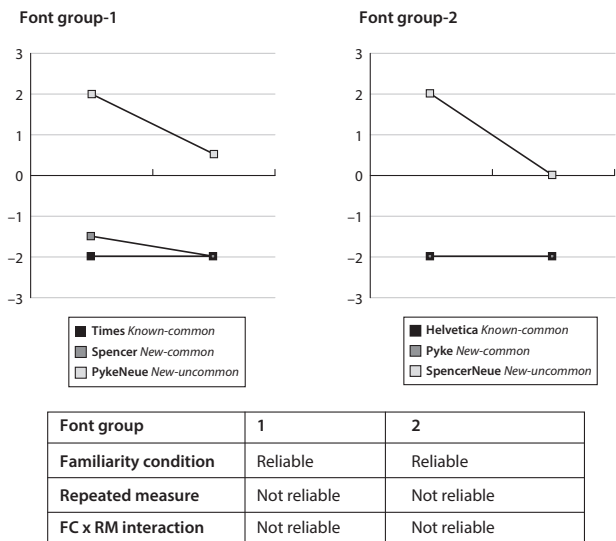 Font group-1
3
2
1
0
–1
–2
–3
Times Known-common
Spencer New-common
PykeNeue New-uncommon
Font group-2
3
2
1
0
–1
–2
–3
Helvetica Known-common
Pyke New-common
SpencerNeue New-uncommon
Font group 1 2
Familiarity condition Reliable Reliable
Repeated measure Not reliable Not reliable
FC x RM interaction Not reliable Not reliable